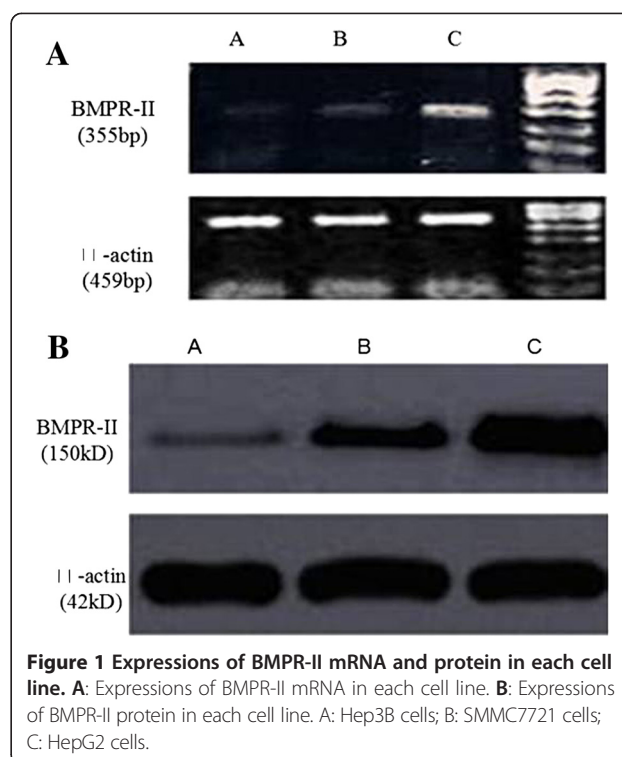 A
A B C
BMPR-II
(355bp)
||-actin
(459bp)
B
A B C
BMPR-II
(150kD)
||-actin
(42kD)
Figure 1 Expressions of BMPR-II mRNA and protein in each cell
line. A: Expressions of BMPR-II mRNA in each cell line. B: Expressions
of BMPR-II protein in each cell line. A: Hep3B cells; B: SMMC7721 cells;
C: HepG2 cells.